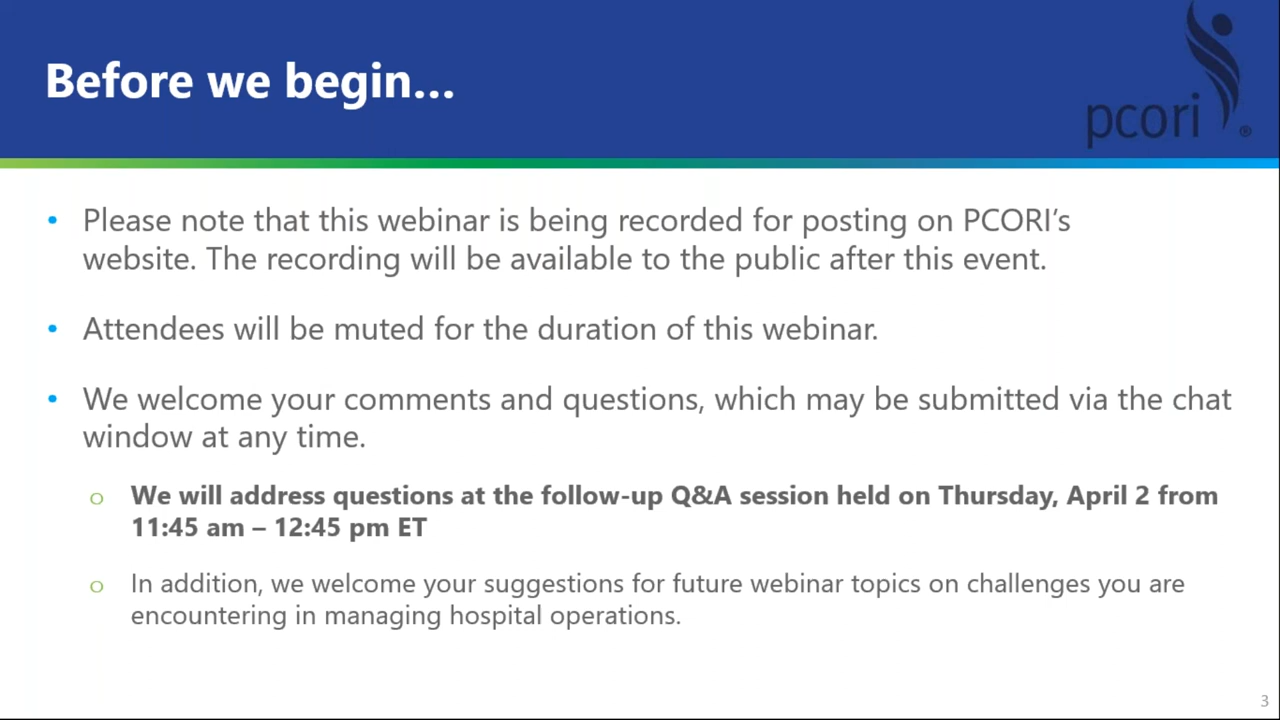 Before we begin...
pcori®
• Please note that this webinar is being recorded for posting on PCORI’s
website. The recording will be available to the public after this event.
• Attendees will be muted for the duration of this webinar.
• We welcome your comments and questions, which may be submitted via the chat
window at any time.
o We will address questions at the follow-up Q&A session held on Thursday, April 2 from
11:45 am – 12:45 pm ET
o In addition, we welcome your suggestions for future webinar topics on challenges you are
encountering in managing hospital operations.
3